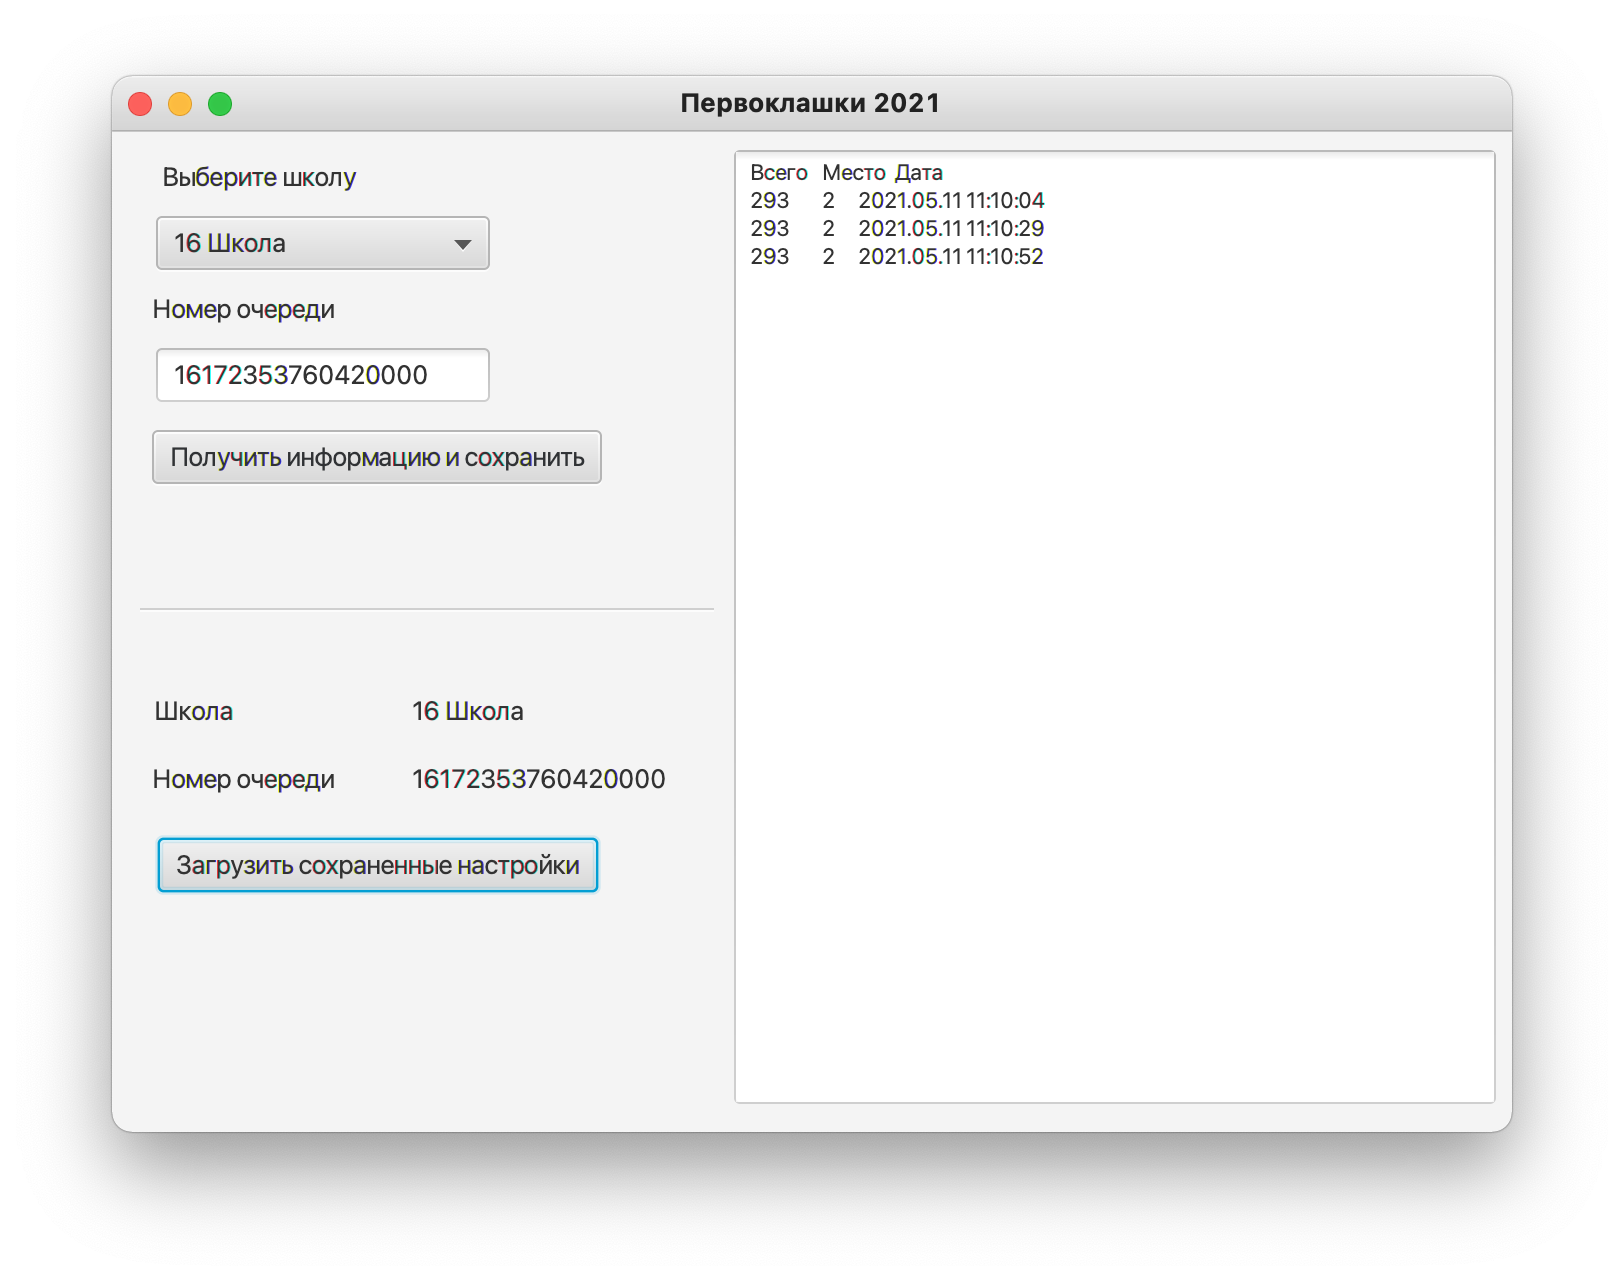 Первоклашки 2021
Выберите школу
16 Школа
Номер очереди
16172353760420000
Получить информацию и сохранить
Школа 16 Школа
Номер очереди 16172353760420000
Загрузить сохраненные настройки
Всего Место Дата
293 2 2021.05.11 11:10:04
293 2 2021.05.11 11:10:29
293 2 2021.05.11 11:10:52